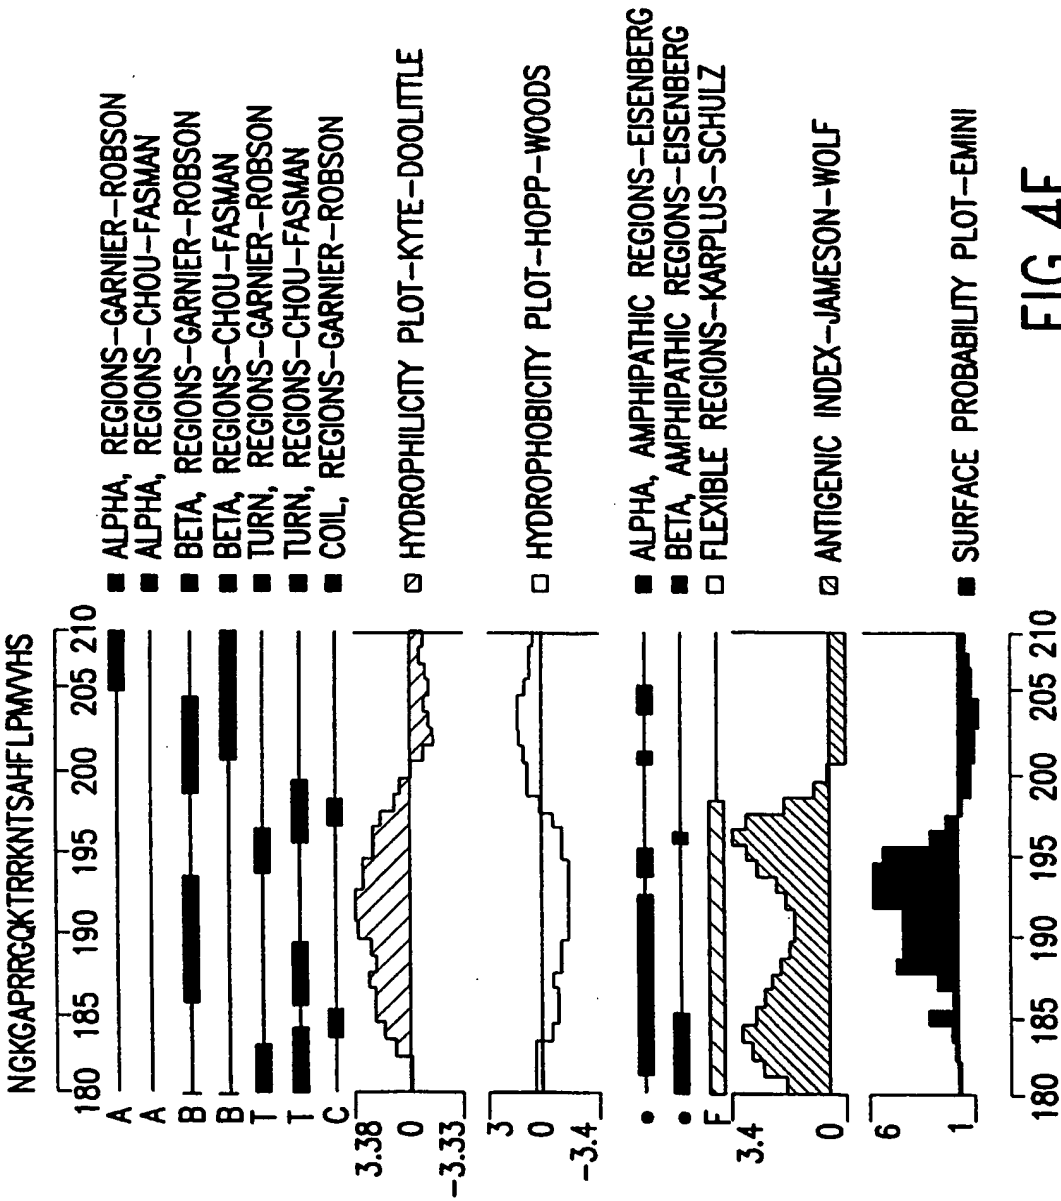 NGKGAPRRGQKTRRKNTSAHFLPMVVHS
180 185 190 195 200 205 210
A ALPHA, REGIONS-GARNIER-ROBSON
A ALPHA, REGIONS-CHOU-FASMAN
B BETA, REGIONS-GARNIER-ROBSON
B BETA, REGIONS-CHOU-FASMAN
T TURN, REGIONS-GARNIER-ROBSON
T TURN, REGIONS-CHOU-FASMAN
C COIL, REGIONS-GARNIER-ROBSON
3.38
0 HYDROPHILICITY PLOT-KYTE-DOOLITTLE
-3.33
3
0 HYDROPHOBICITY PLOT-HOPP-WOODS
-3.4
ALPHA, AMPHIPATHIC REGIONS-EISENBERG
BETA, AMPHIPATHIC REGIONS-EISENBERG
F FLEXIBLE REGIONS-KARPLUS-SCHULZ
3.4
0 ANTIGENIC INDEX-JAMESON-WOLF
6
1 SURFACE PROBABILITY PLOT-EMINI
180 185 190 195 200 205 210
FIG.4F